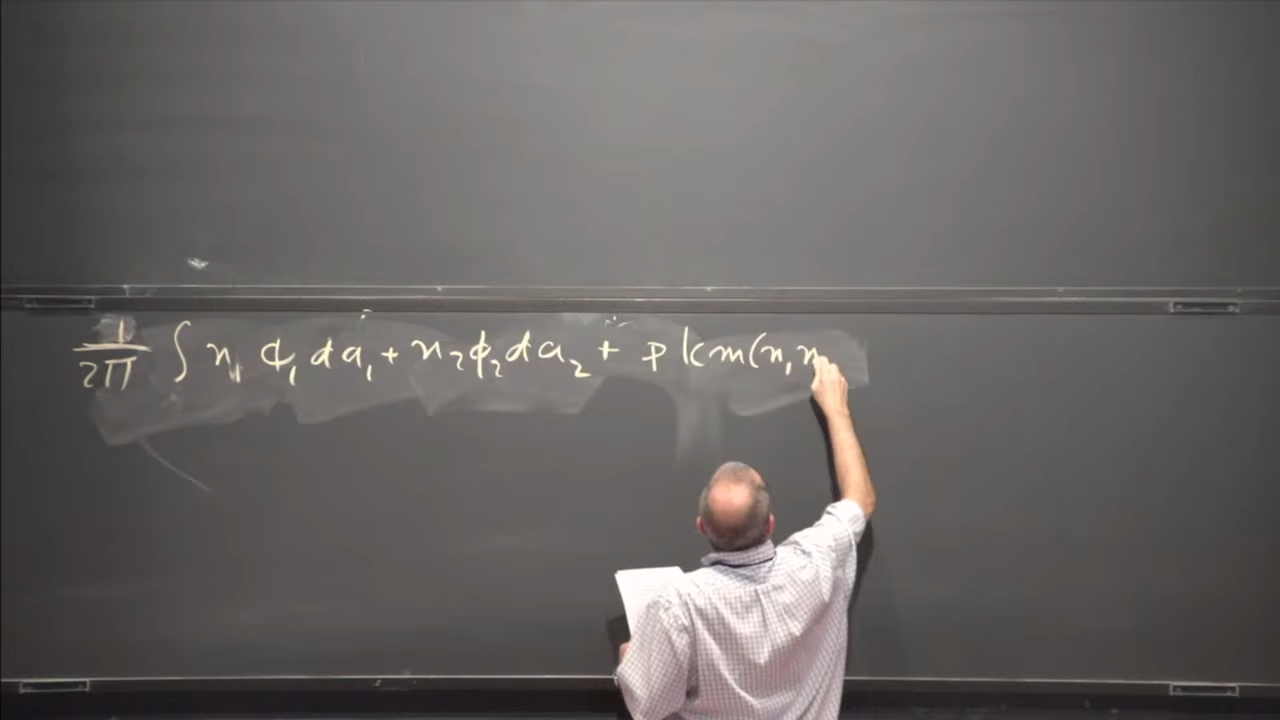 1/2π ∫ n₁ ϕ₁ da₁ + n₂ ϕ₂ da₂ + p lcm(n₁ n